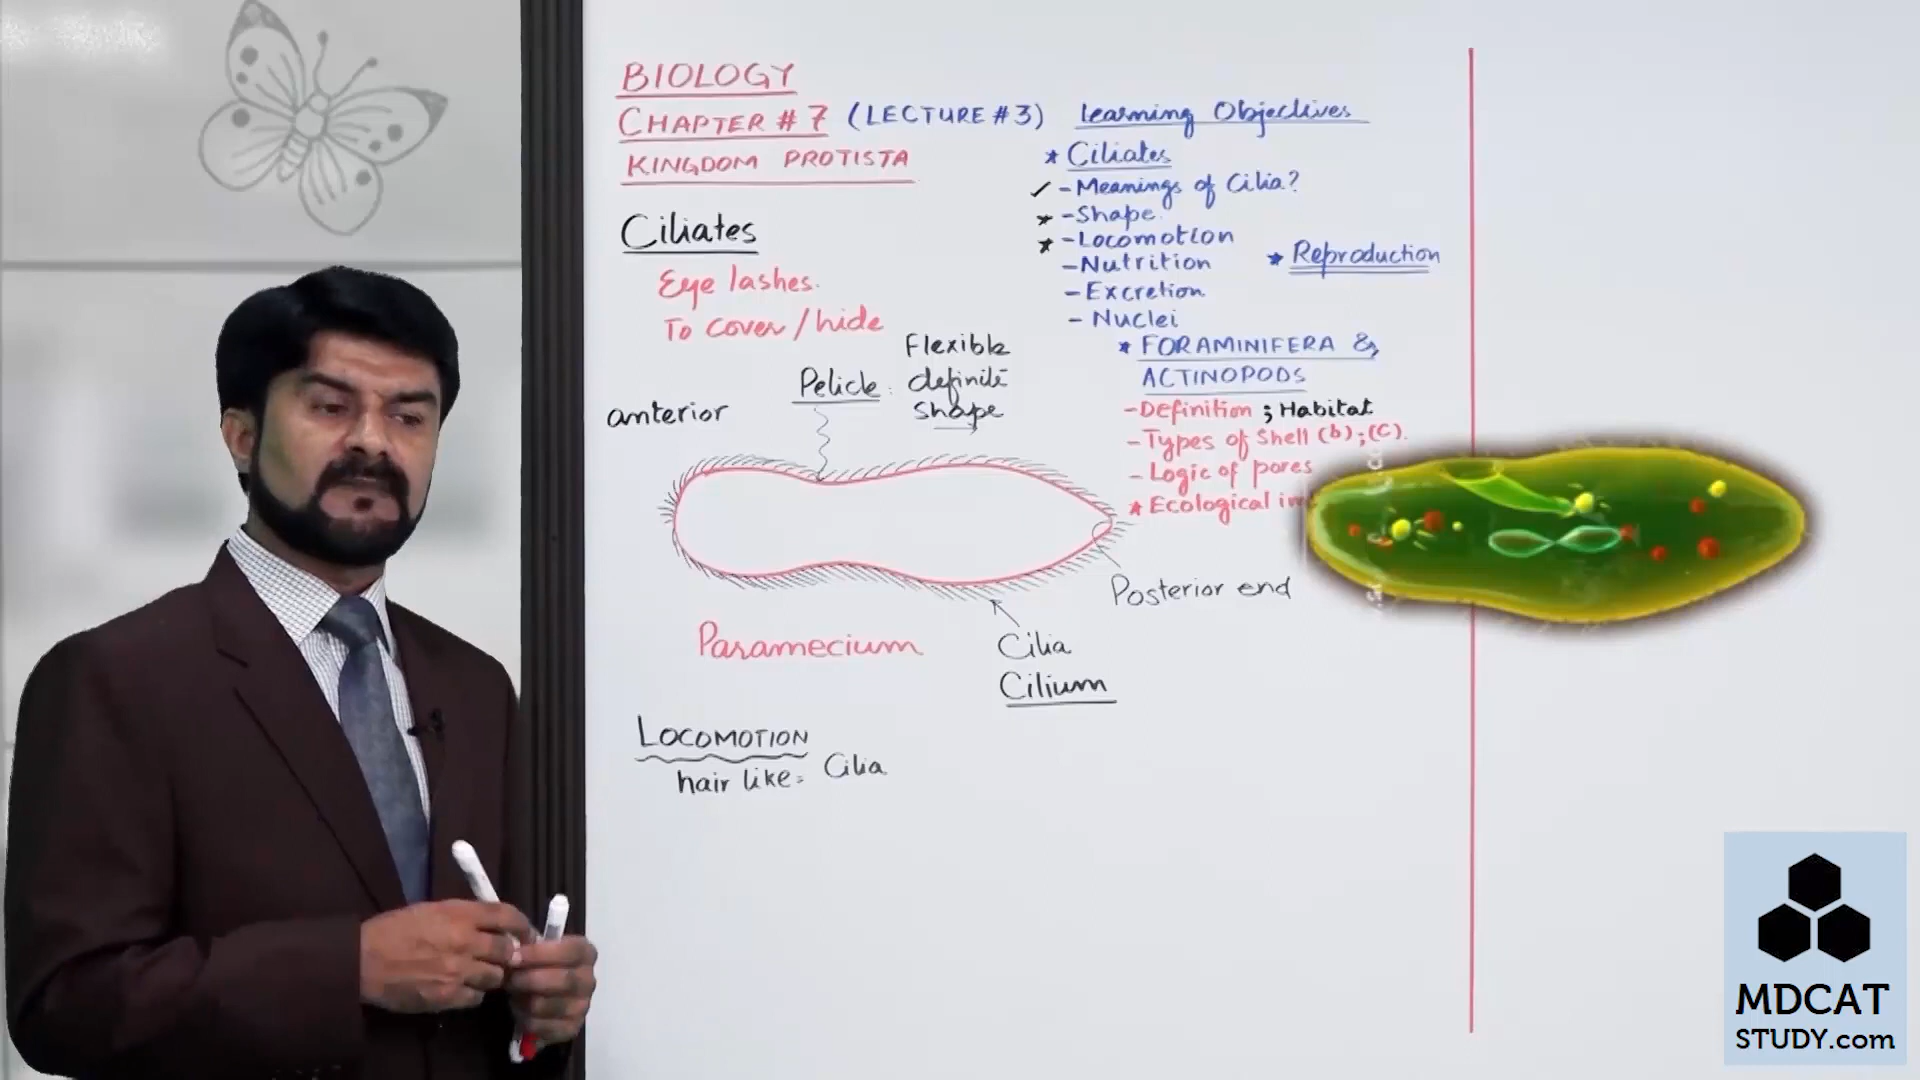 BIOLOGY
CHAPTER # 7 (LECTURE # 3)
KINGDOM PROTISTA
Learning Objectives
* Ciliates
- Meanings of Cilia?
* - Shape.
* - Locomotion
- Nutrition
- Excretion
- Nuclei
* Reproduction
* FORAMINIFERA &
ACTINOPODS
- Definition ; Habitat
- Types of Shell (b);(C).
- Logic of pores
* Ecological
Ciliates
Eye lashes.
To cover / hide
Pelicle : Flexible
definite
shape
anterior
Posterior end
Paramecium
Cilia
Cilium
LOCOMOTION
hair like = Cilia
MDCAT
STUDY.com